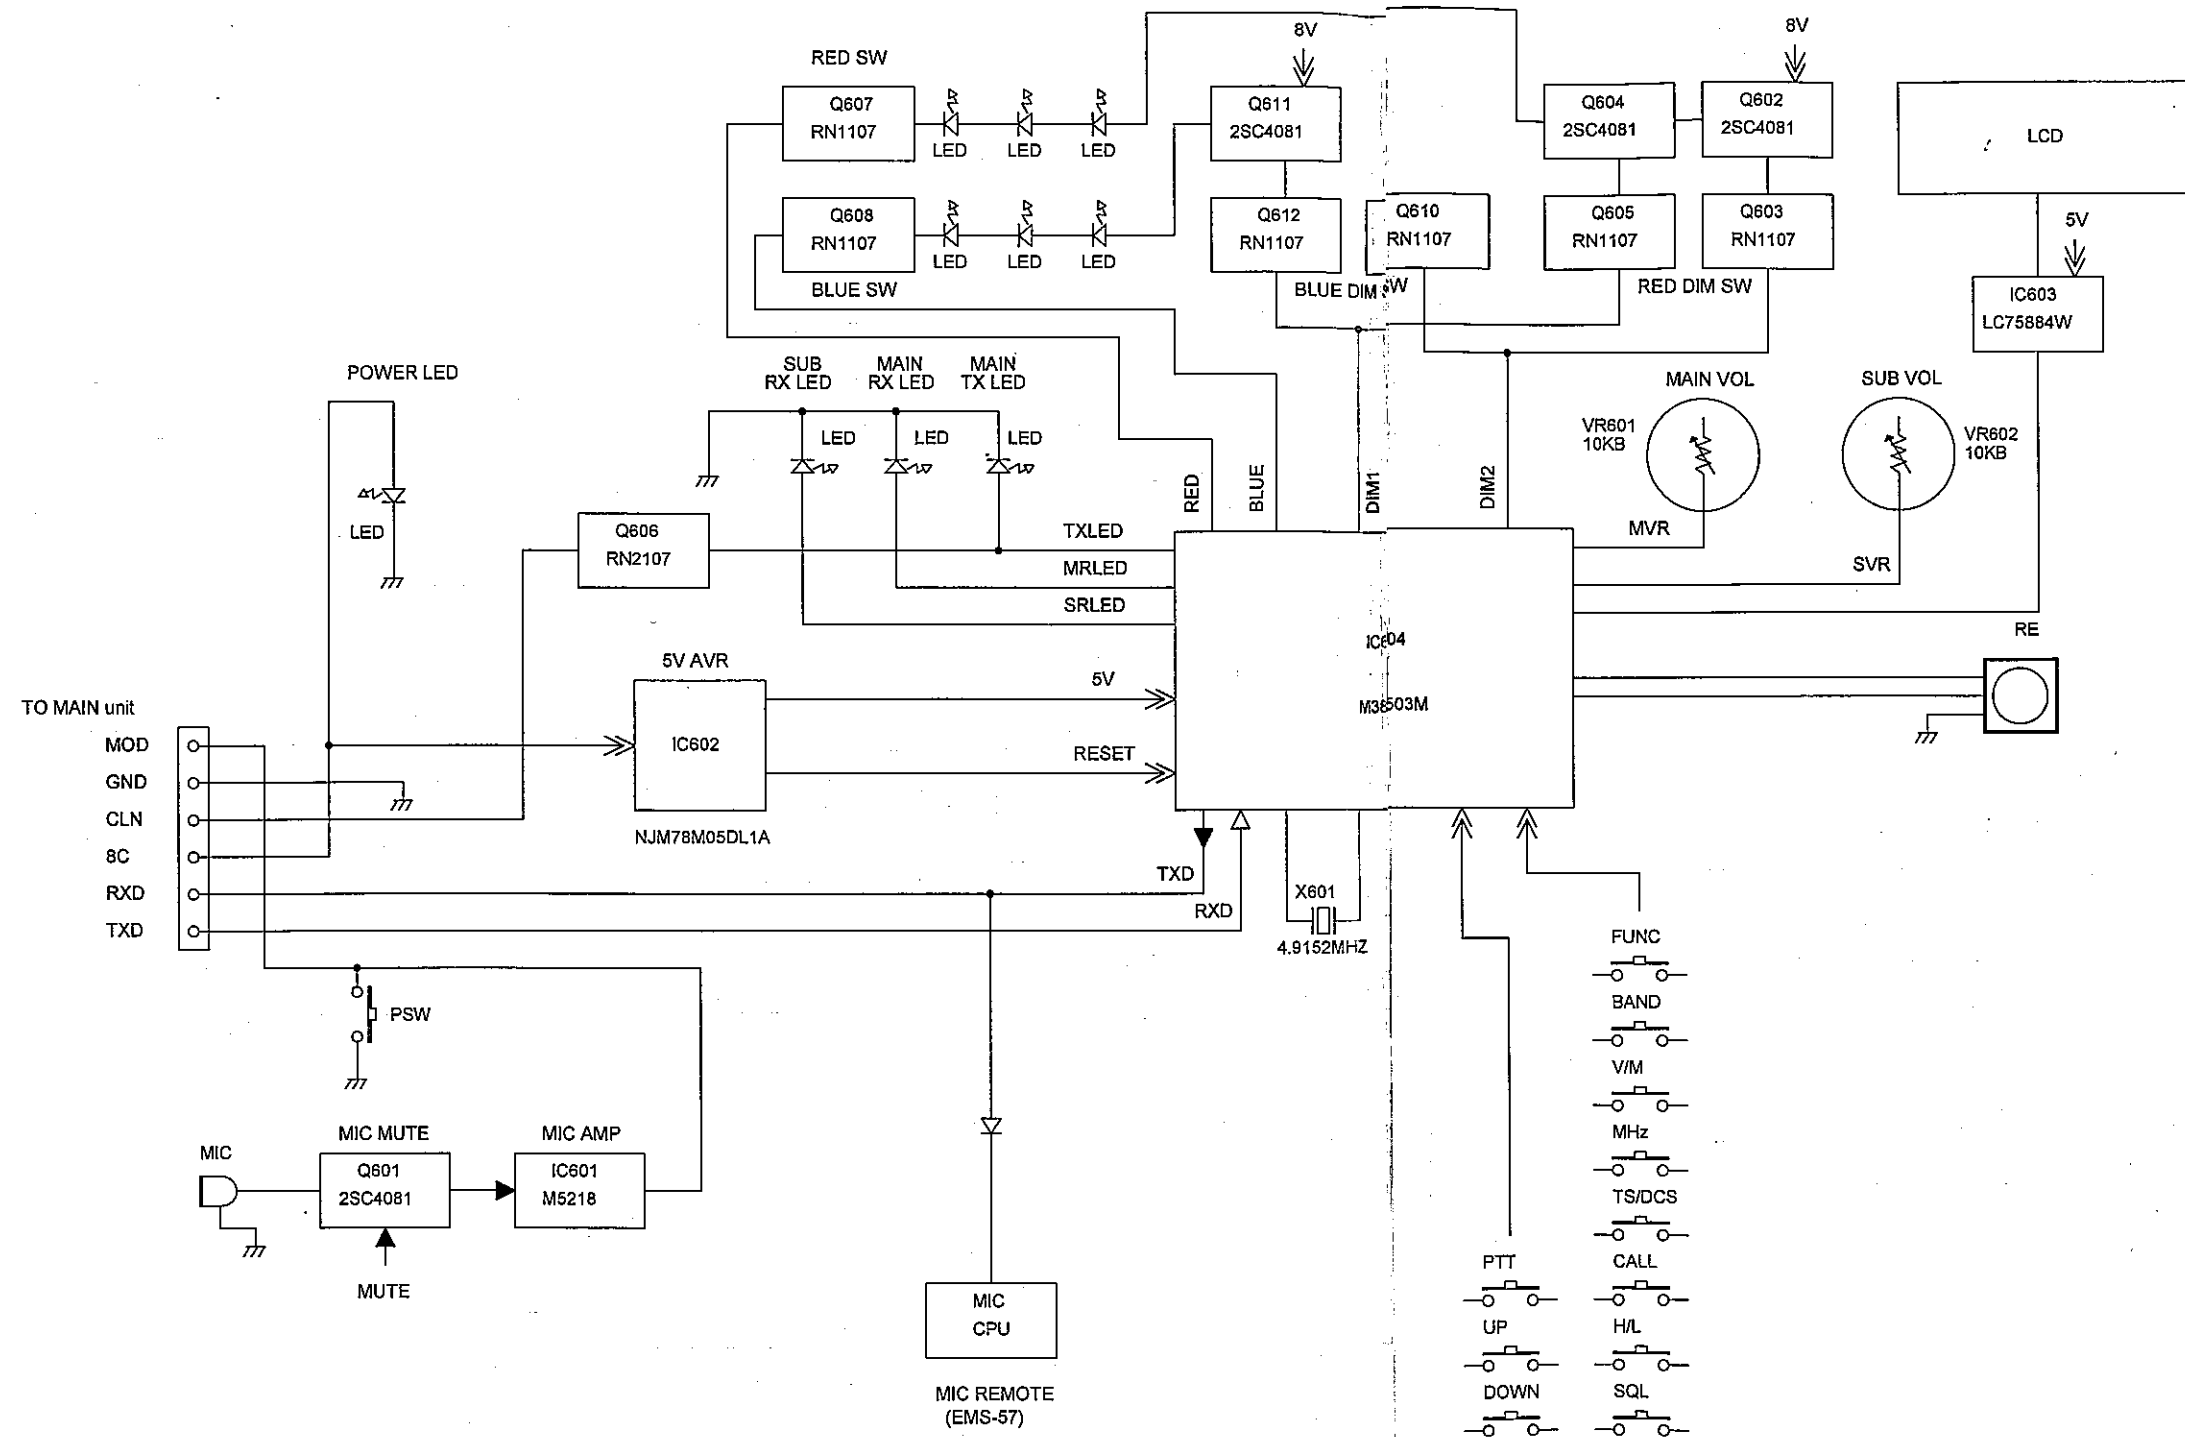 8V
8V
RED SW
Q607
RN1107
LED
LED
LED
Q611
2SC4081
Q604
2SC4081
Q602
2SC4081
LCD
Q608
RN1107
LED
LED
LED
BLUE SW
Q612
RN1107
Q610
RN1107
Q605
RN1107
Q603
RN1107
BLUE DIM SW
RED DIM SW
5V
IC603
LC75884W
POWER LED
LED
SUB
RX LED
MAIN
RX LED
MAIN
TX LED
LED
LED
LED
RED
BLUE
DIM1
DIM2
MAIN VOL
VR601
10KB
SUB VOL
VR602
10KB
MVR
SVR
RE
Q606
RN2107
TXLED
MRLED
SRLED
5V AVR
IC602
NJM78M05DL1A
5V
RESET
IC604
TO MAIN unit
MOD
GND
CLN
8C
RXD
TXD
TXD
RXD
X601
4.9152MHZ
PSW
MIC
MIC MUTE
Q601
2SC4081
MUTE
MIC AMP
IC601
M5218
MIC
CPU
MIC REMOTE
(EMS-57)
PTT
UP
DOWN
FUNC
BAND
V/M
MHz
TS/DCS
CALL
H/L
SQL